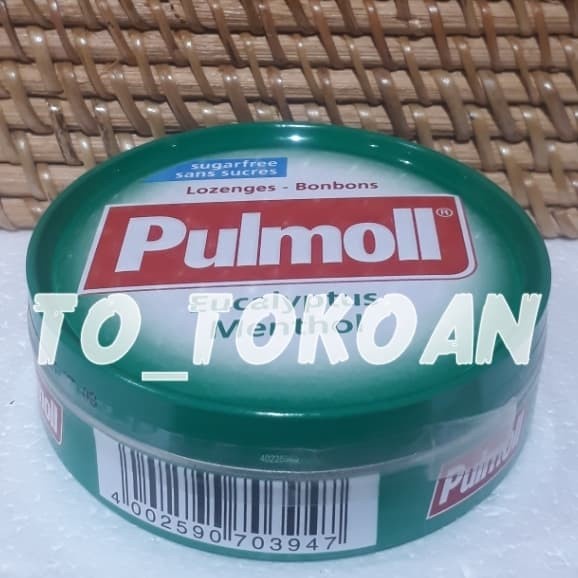 sugarfree
sans sucres
Lozenges - Bonbons
Pulmoll®
Eucalyptus
Menthol
TO_TOKOAN
Pulmoll
4 002590 703947